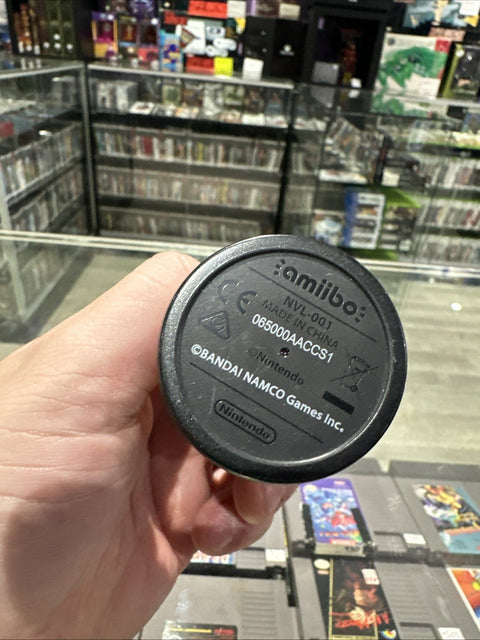 amiibo
NVL-001
MADE IN CHINA
065000AACCS1
©Nintendo
©BANDAI NAMCO Games Inc.
Nintendo